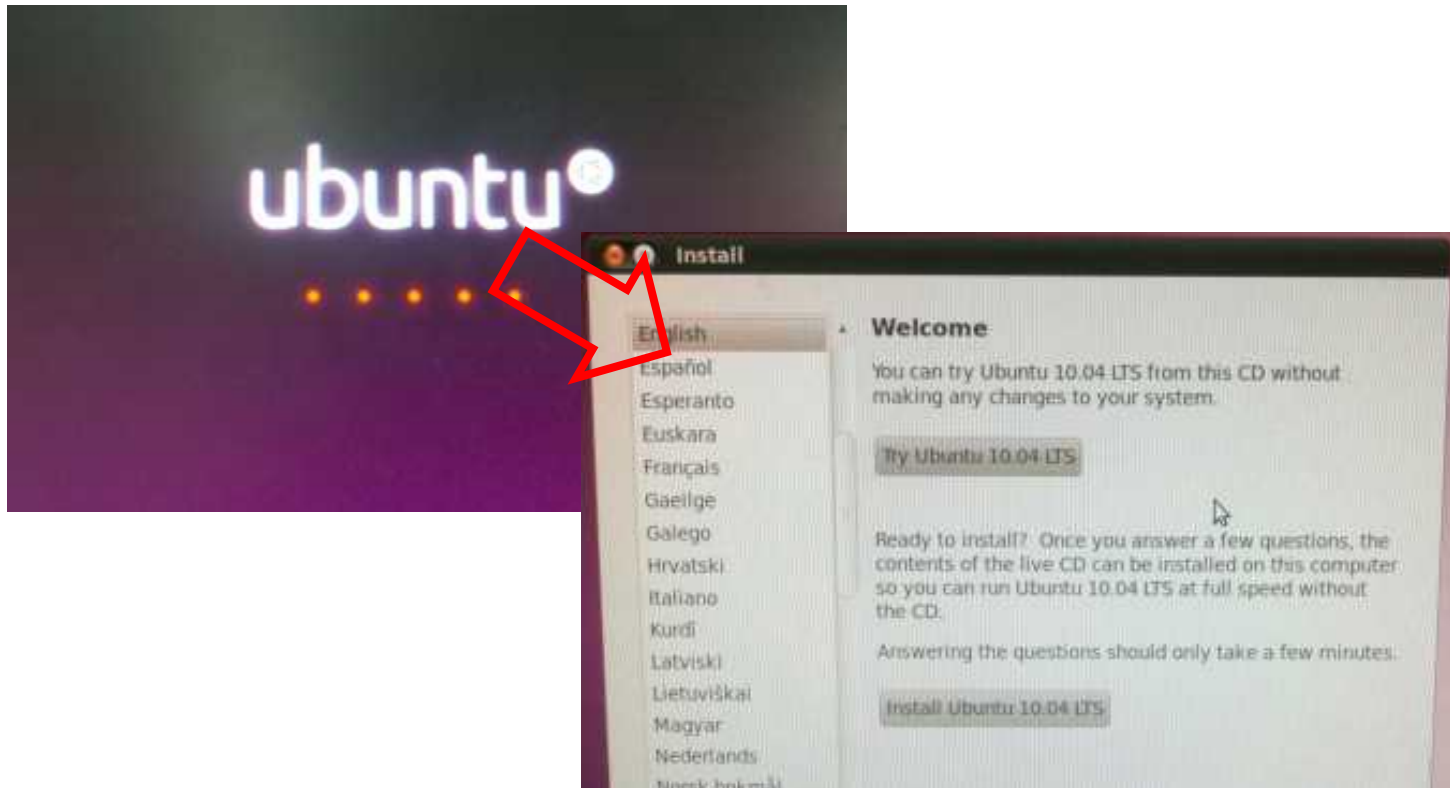 ubuntu
Install
English
Español
Esperanto
Euskara
Français
Gaeilge
Galego
Hrvatski
Italiano
Kurdî
Latviski
Lietuviškai
Magyar
Nederlands
Norsk bokmål
Welcome
You can try Ubuntu 10.04 LTS from this CD without
making any changes to your system.
Try Ubuntu 10.04 LTS
Ready to install? Once you answer a few questions, the
contents of the live CD can be installed on this computer
so you can run Ubuntu 10.04 LTS at full speed without
the CD.
Answering the questions should only take a few minutes.
Install Ubuntu 10.04 LTS